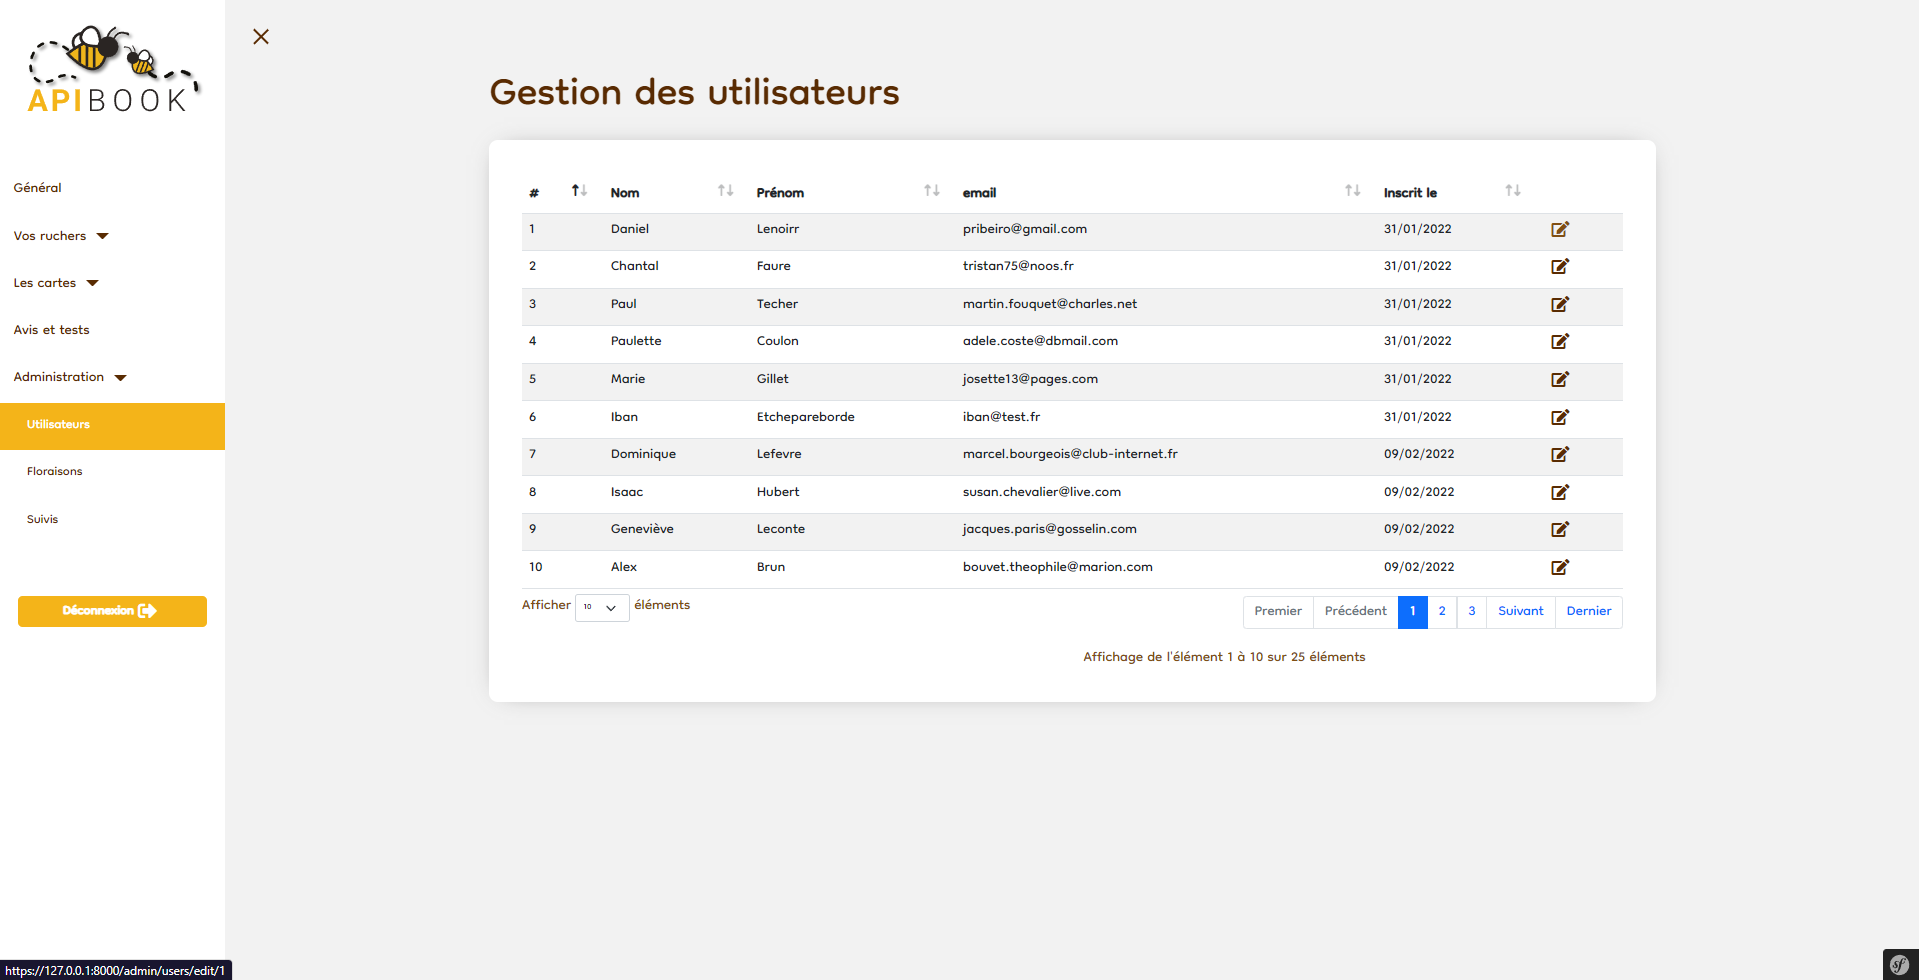 APIBOOK
Général
Vos ruchers
Les cartes
Avis et tests
Administration
Utilisateurs
Floraisons
Suivis
Déconnexion
Gestion des utilisateurs
# Nom Prénom email Inscrit le
1 Daniel Lenoirr pribeiro@gmail.com 31/01/2022
2 Chantal Faure tristan75@noos.fr 31/01/2022
3 Paul Techer martin.fouquet@charles.net 31/01/2022
4 Paulette Coulon adele.coste@dbmail.com 31/01/2022
5 Marie Gillet josette13@pages.com 31/01/2022
6 Iban Etchepareborde iban@test.fr 31/01/2022
7 Dominique Lefevre marcel.bourgeois@club-internet.fr 09/02/2022
8 Isaac Hubert susan.chevalier@live.com 09/02/2022
9 Geneviève Leconte jacques.paris@gosselin.com 09/02/2022
10 Alex Brun bouvet.theophile@marion.com 09/02/2022
Afficher 10 éléments
Premier Précédent 1 2 3 Suivant Dernier
Affichage de l'élément 1 à 10 sur 25 éléments
https://127.0.0.1:8000/admin/users/edit/1
sf